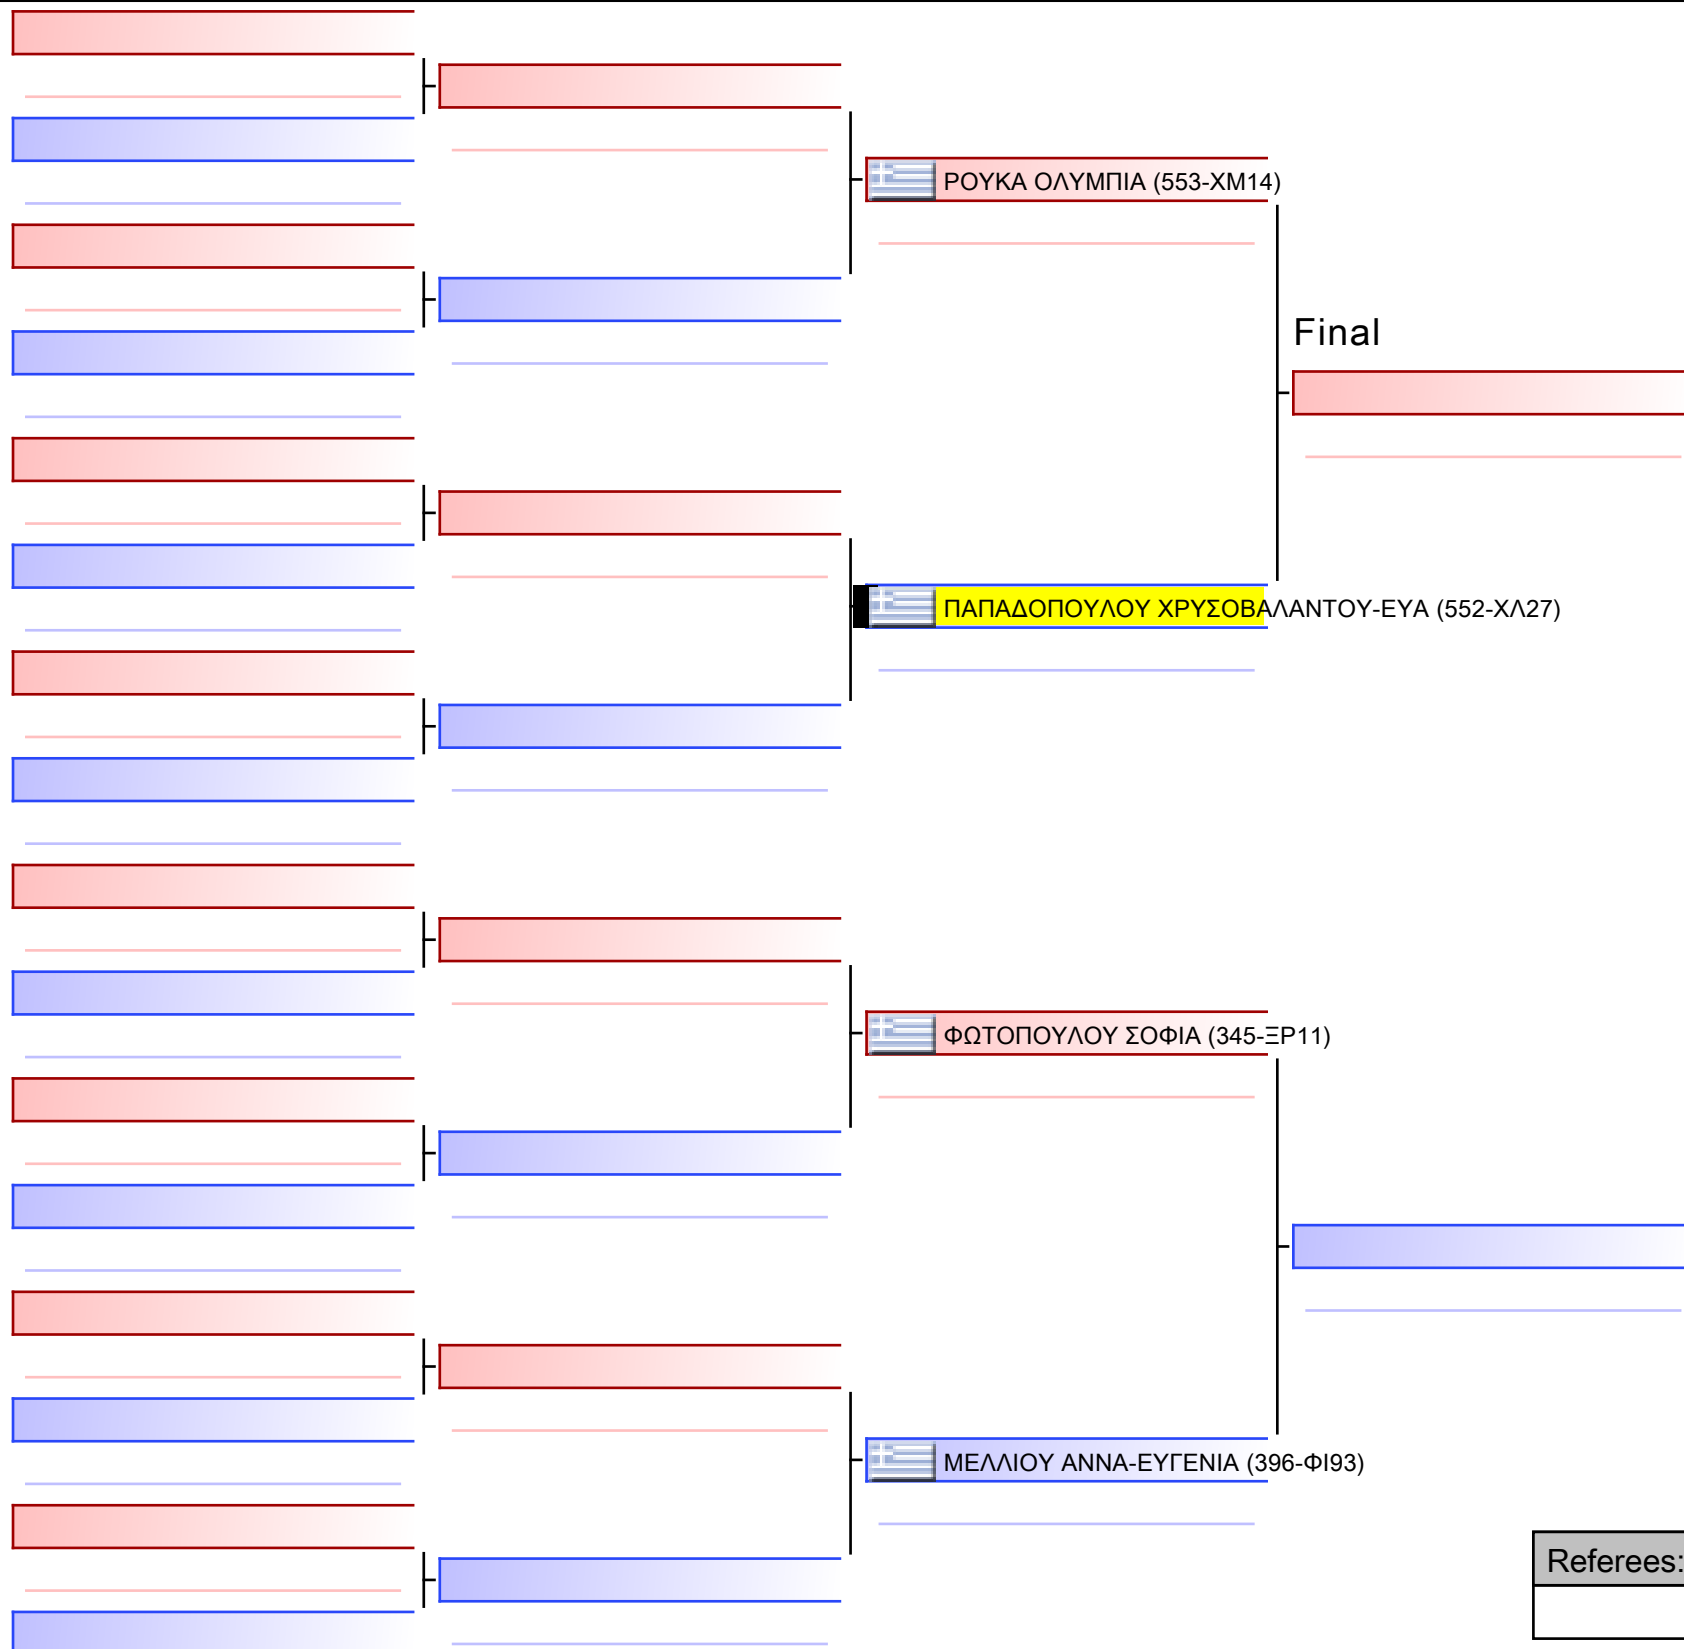 ΡΟΥΚΑ ΟΛΥΜΠΙΑ (553-ΧΜ14)
Final
ΠΑΠΑΔΟΠΟΥΛΟΥ ΧΡΥΣΟΒΑΛΑΝΤΟΥ-ΕΥΑ (552-ΧΛ27)
ΦΩΤΟΠΟΥΛΟΥ ΣΟΦΙΑ (345-ΞΡ11)
ΜΕΛΛΙΟΥ ΑΝΝΑ-ΕΥΓΕΝΙΑ (396-ΦΙ93)
Referees: